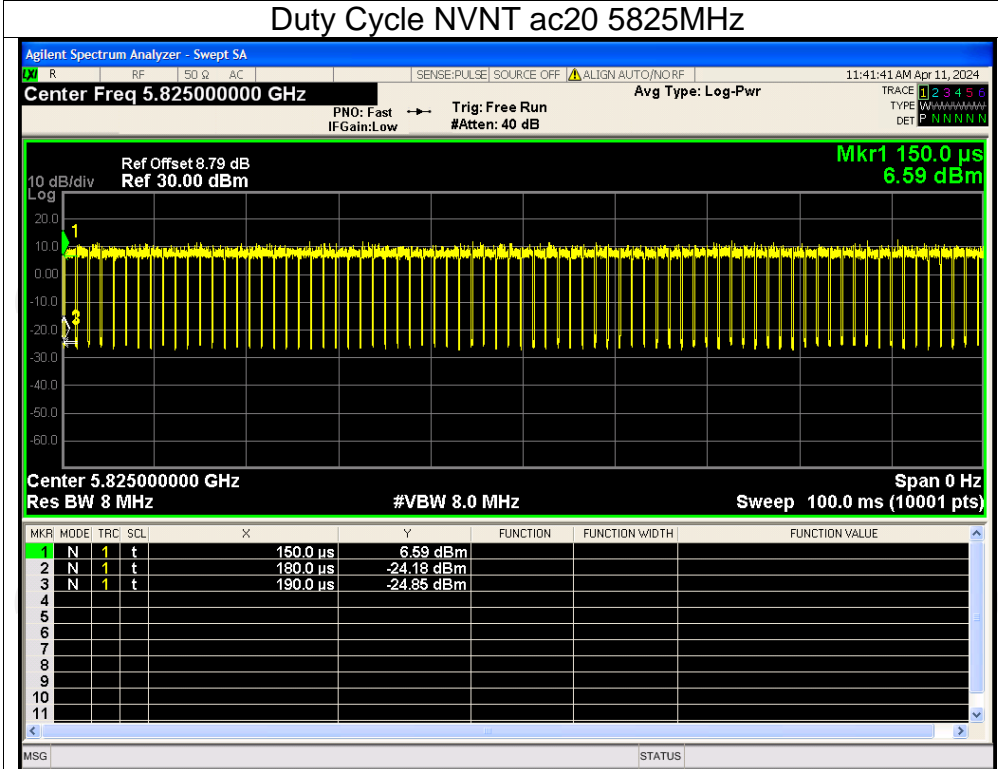 Duty Cycle NVNT ac20 5825MHz
Agilent Spectrum Analyzer - Swept SA
LXI R RF 50 Ω AC SENSE:PULSE SOURCE OFF ALIGN AUTO/NO RF 11:41:41 AM Apr 11, 2024
Center Freq 5.825000000 GHz Avg Type: Log-Pwr TRACE 1 2 3 4 5 6
PNO: Fast Trig: Free Run TYPE W
IFGain:Low #Atten: 40 dB DET P N N N N N
Mkr1 150.0 µs
Ref Offset 8.79 dB
10 dB/div Ref 30.00 dBm 6.59 dBm
Log
20.0
1
10.0
0.00
-10.0
3
-20.0
-30.0
-40.0
-50.0
-60.0
Center 5.825000000 GHz Span 0 Hz
Res BW 8 MHz #VBW 8.0 MHz Sweep 100.0 ms (10001 pts)
MKR MODE TRC SCL X Y FUNCTION FUNCTION WIDTH FUNCTION VALUE
1 N 1 t 150.0 µs 6.59 dBm
2 N 1 t 180.0 µs -24.18 dBm
3 N 1 t 190.0 µs -24.85 dBm
4
5
6
7
8
9
10
11
MSG STATUS